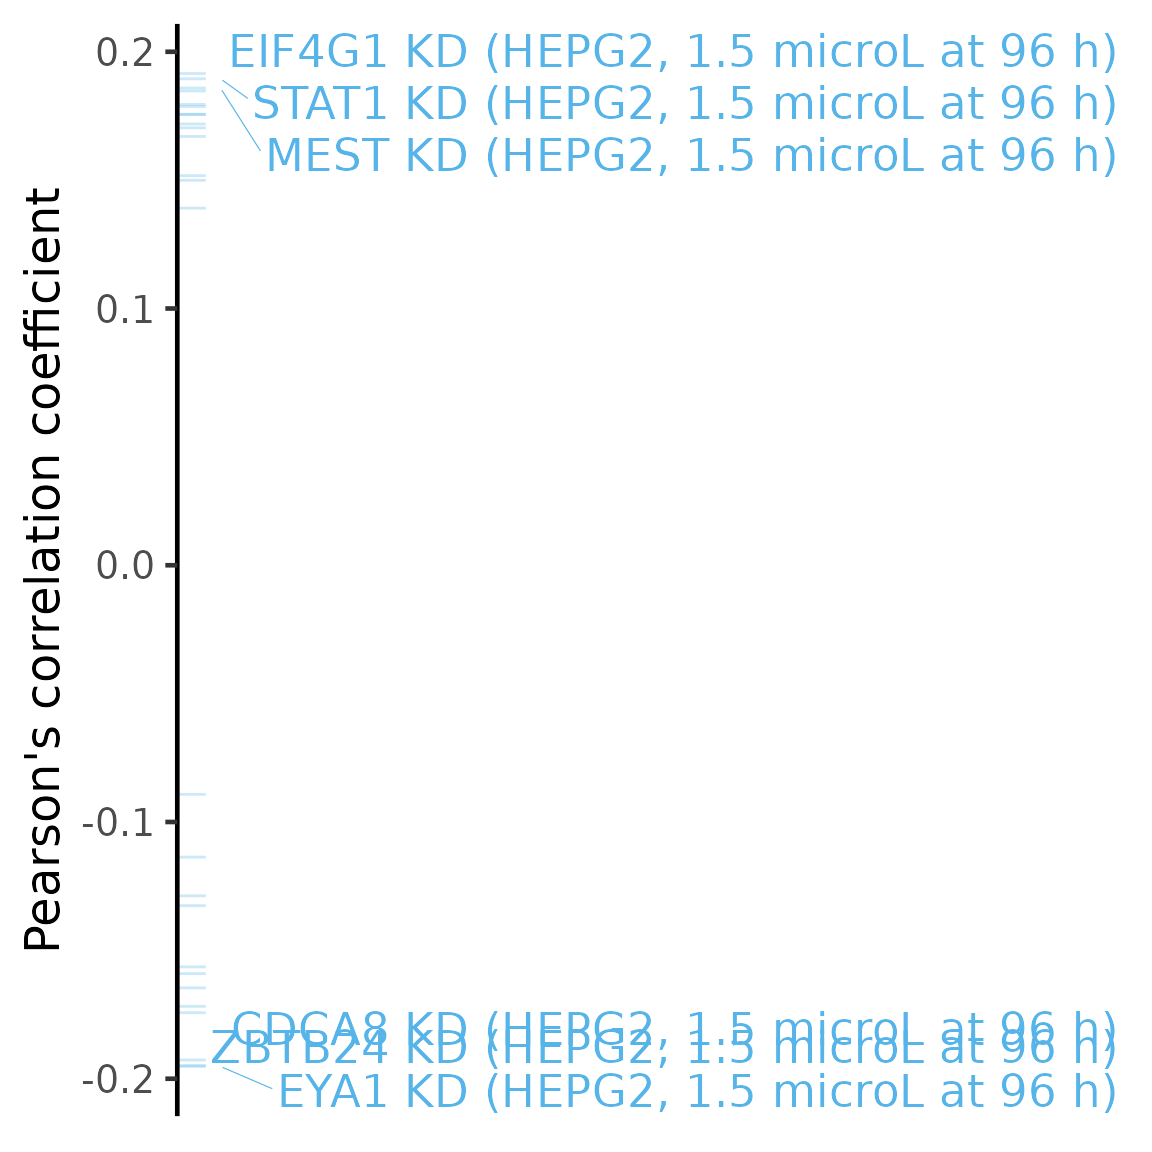 0.2
EIF4G1 KD (HEPG2, 1.5 microL at 96 h)
STAT1 KD (HEPG2, 1.5 microL at 96 h)
MEST KD (HEPG2, 1.5 microL at 96 h)
0.1
0.0
Pearson's correlation coefficient
-0.1
CDCA8 KD (HEPG2, 1.5 microL at 96 h)
ZBTB24 KD (HEPG2, 1.5 microL at 96 h)
-0.2
EYA1 KD (HEPG2, 1.5 microL at 96 h)